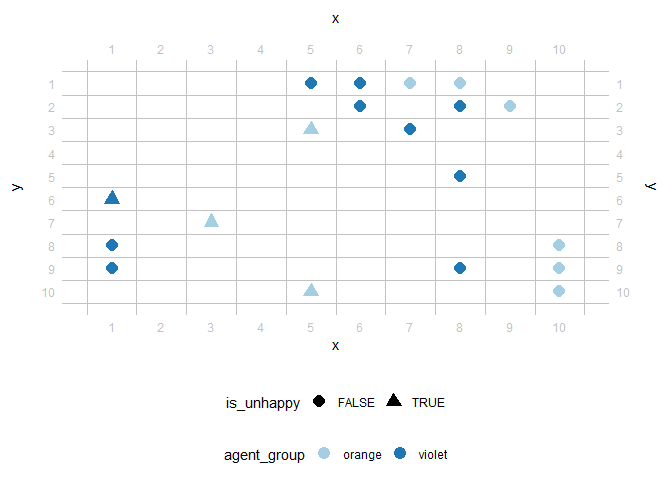 x
1 2 3 4 5 6 7 8 9 10
1 1
2 2
3 3
4 4
5 5
y 6 6 y
7 7
8 8
9 9
10 10
1 2 3 4 5 6 7 8 9 10
x
is_unhappy FALSE TRUE
agent_group orange violet